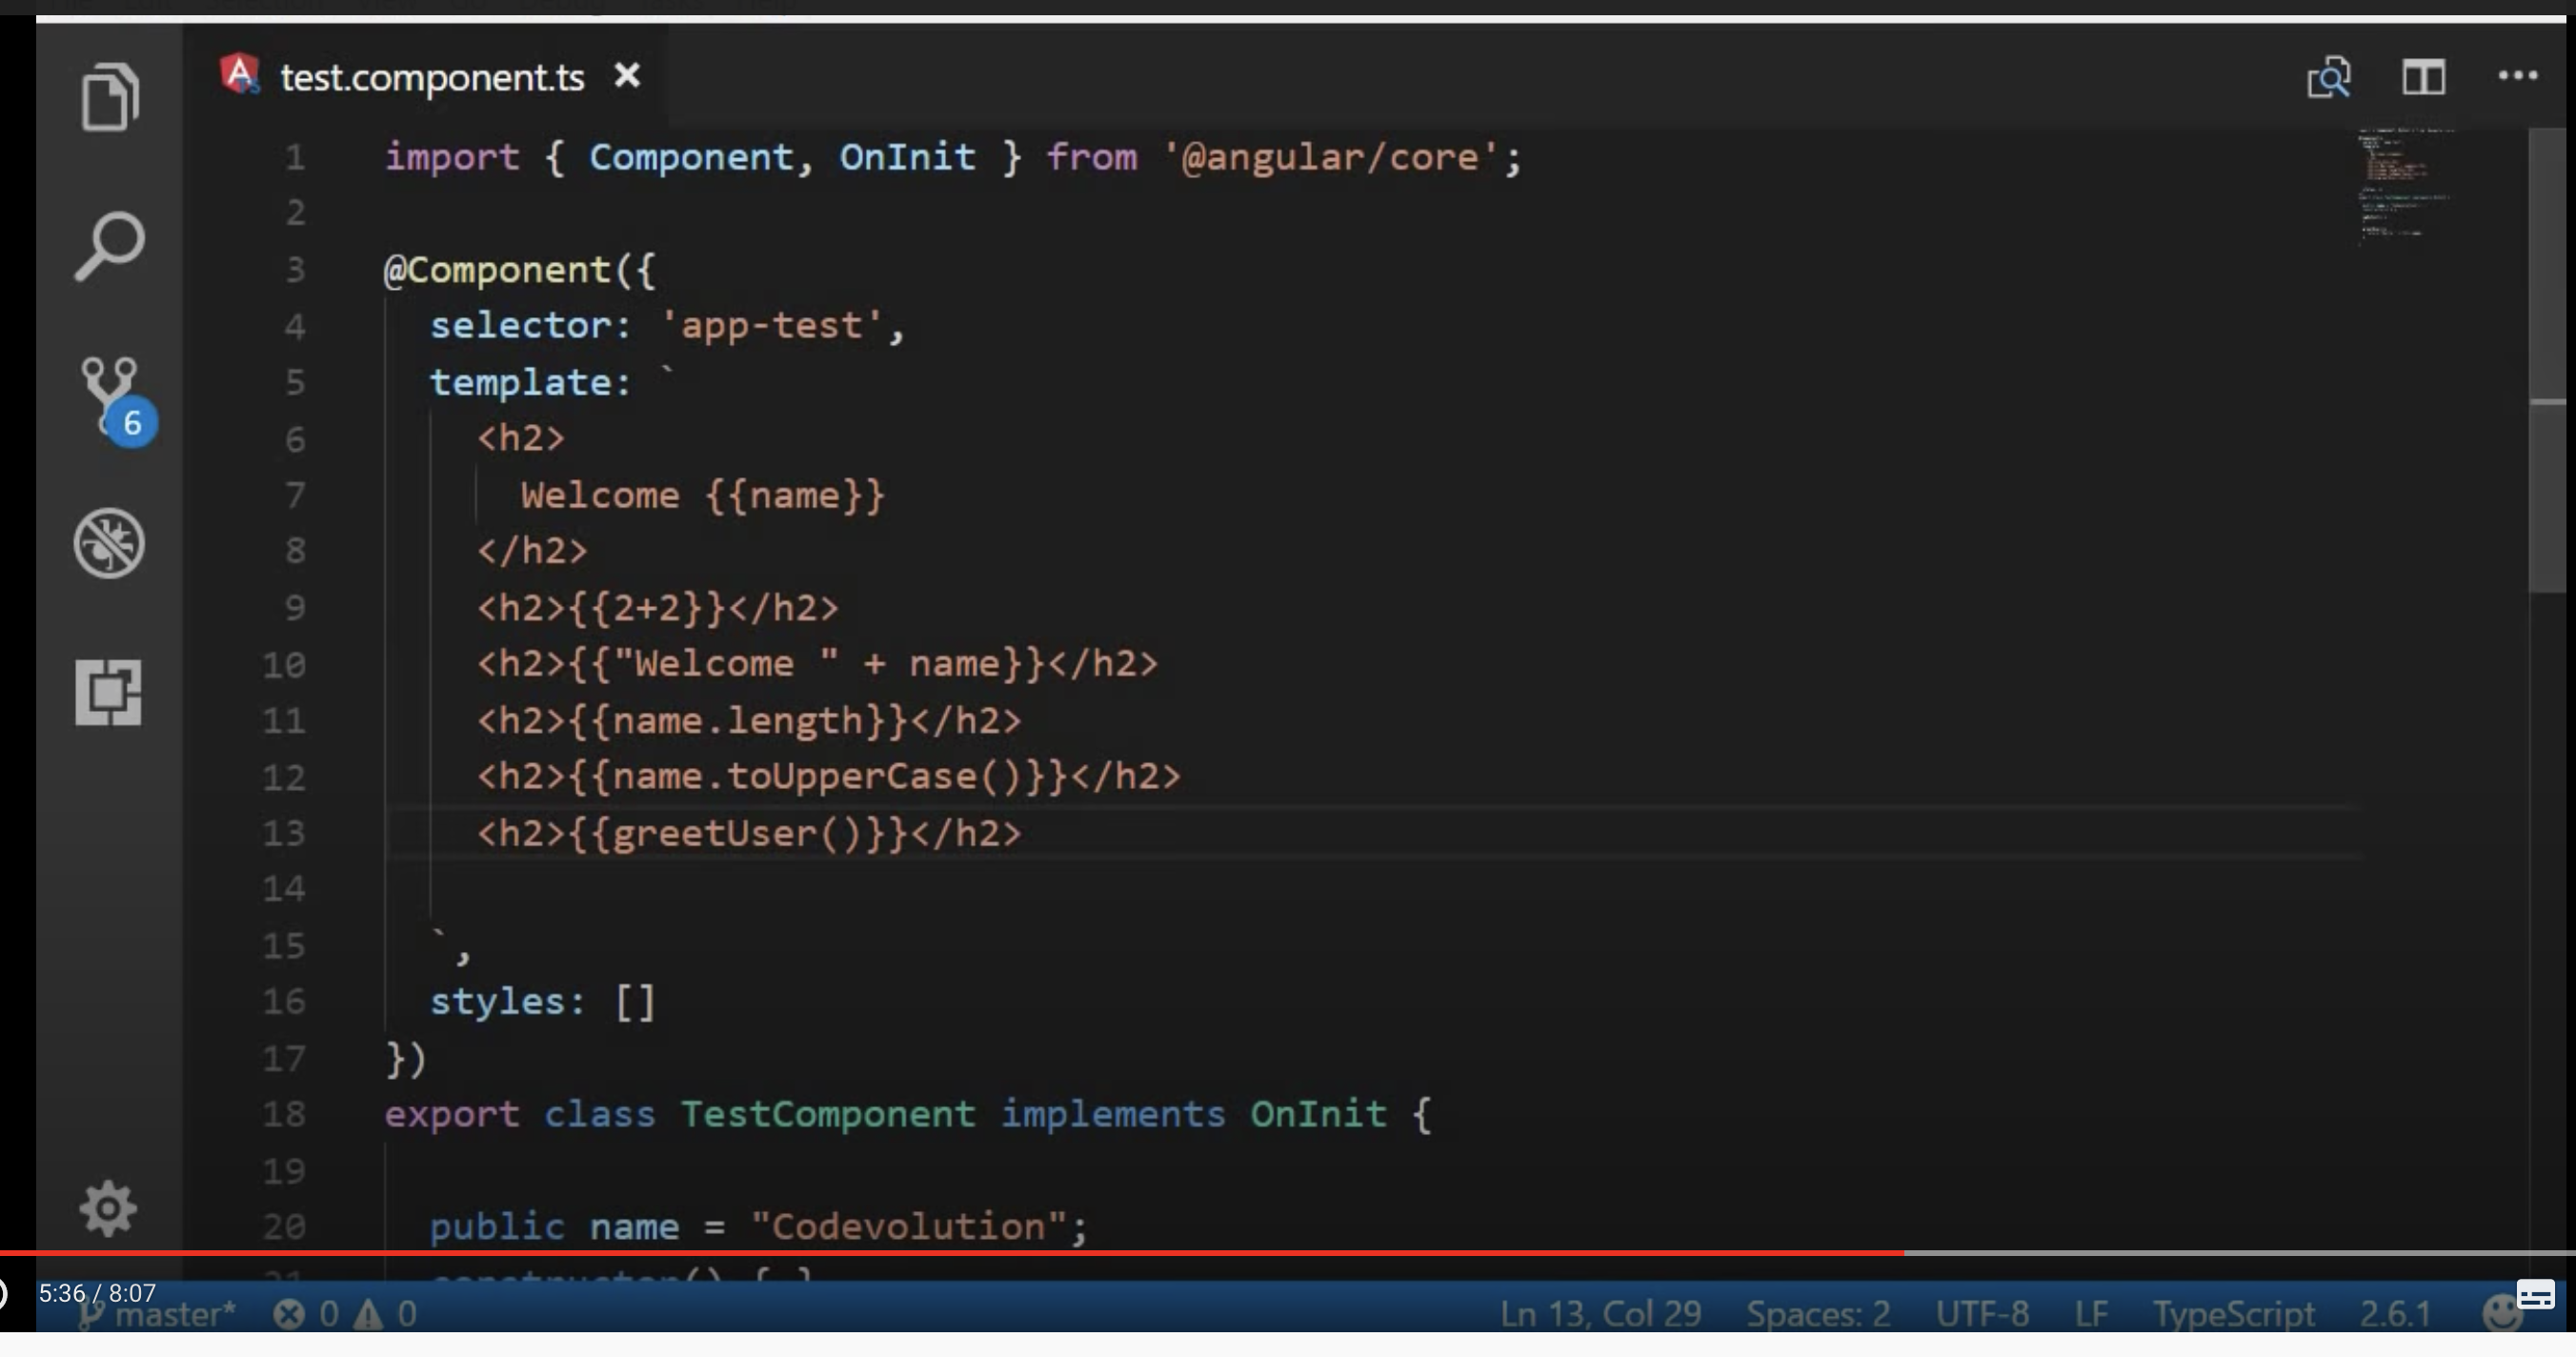 test.component.ts
1 import { Component, OnInit } from '@angular/core';
2
3 @Component({
4   selector: 'app-test',
5   template: `
6     <h2>
7       Welcome {{name}}
8     </h2>
9     <h2>{{2+2}}</h2>
10     <h2>{{"Welcome " + name}}</h2>
11     <h2>{{name.length}}</h2>
12     <h2>{{name.toUpperCase()}}</h2>
13     <h2>{{greetUser()}}</h2>
14
15   `,
16   styles: []
17 })
18 export class TestComponent implements OnInit {
19
20   public name = "Codevolution";
21   constructor() { }
6
5:36 / 8:07
master* 0 0 Ln 13, Col 29 Spaces: 2 UTF-8 LF TypeScript 2.6.1